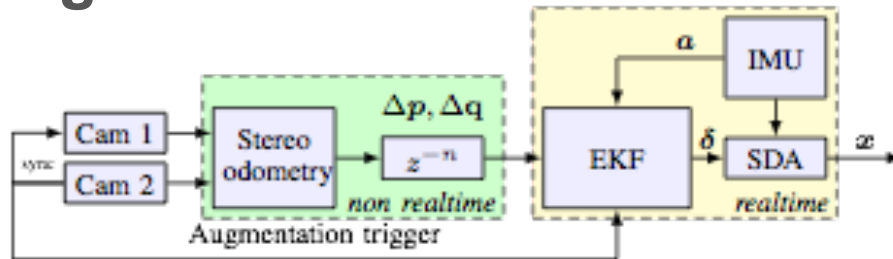 IMU
a
Δp, Δq
Cam 1
Stereo
odometry
z⁻ⁿ
EKF
δ
SDA
x
sync
Cam 2
non realtime
realtime
Augmentation trigger